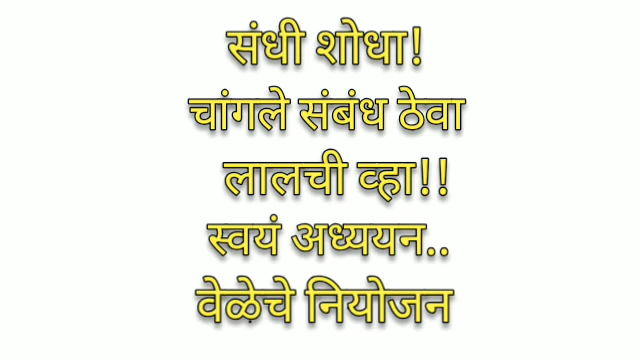 संधी शोधा!
चांगले संबंध ठेवा
लालची व्हा!!
स्वयं अध्ययन..
वेळेचे नियोजन